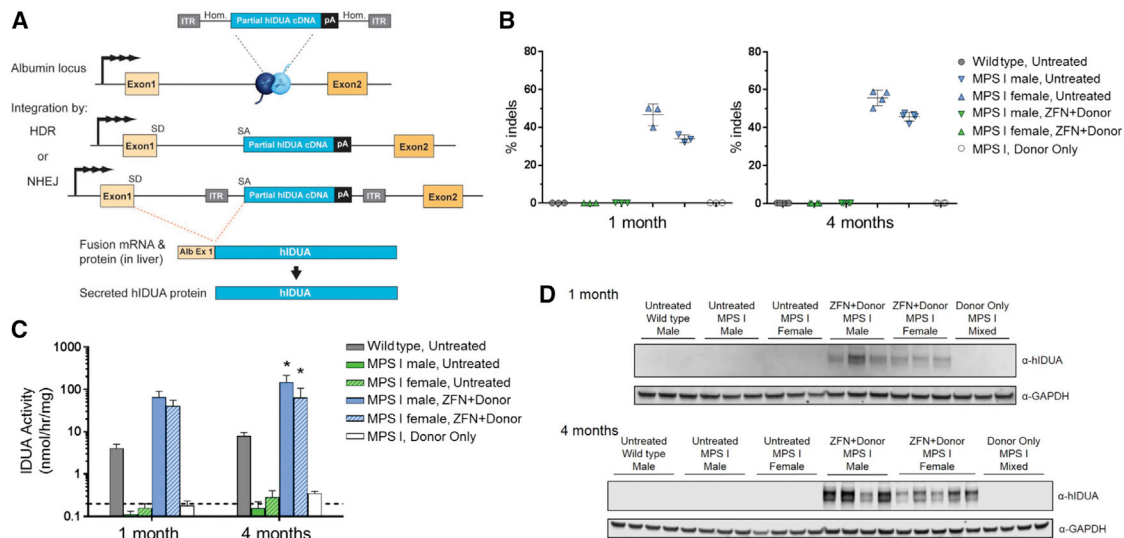 A
ITR
Hom.
Partial hIDUA cDNA
pA
Hom.
ITR
Albumin locus
Exon1
Exon2
Integration by:
HDR
SD
SA
Exon1
Partial hIDUA cDNA
pA
Exon2
or
NHEJ
SD
SA
Exon1
ITR
Partial hIDUA cDNA
pA
ITR
Exon2
Fusion mRNA &
protein (in liver)
Alb Ex 1
hIDUA
Secreted hIDUA protein
hIDUA
B
% indels
80
60
40
20
0
1 month
% indels
80
60
40
20
0
4 months
Wild type, Untreated
MPS I male, Untreated
MPS I female, Untreated
MPS I male, ZFN+Donor
MPS I female, ZFN+Donor
MPS I, Donor Only
C
IDUA Activity
(nmol/hr/mg)
1000
100
10
1
0.1
* *
1 month
4 months
Wild type, Untreated
MPS I male, Untreated
MPS I female, Untreated
MPS I male, ZFN+Donor
MPS I female, ZFN+Donor
MPS I, Donor Only
D
1 month
Untreated Untreated Untreated ZFN+Donor ZFN+Donor Donor Only
Wild type MPS I MPS I MPS I MPS I MPS I
Male Male Female Male Female Mixed
α-hIDUA
α-GAPDH
4 months
Untreated Untreated Untreated ZFN+Donor ZFN+Donor Donor Only
Wild type MPS I MPS I MPS I MPS I MPS I
Male Male Female Male Female Mixed
α-hIDUA
α-GAPDH